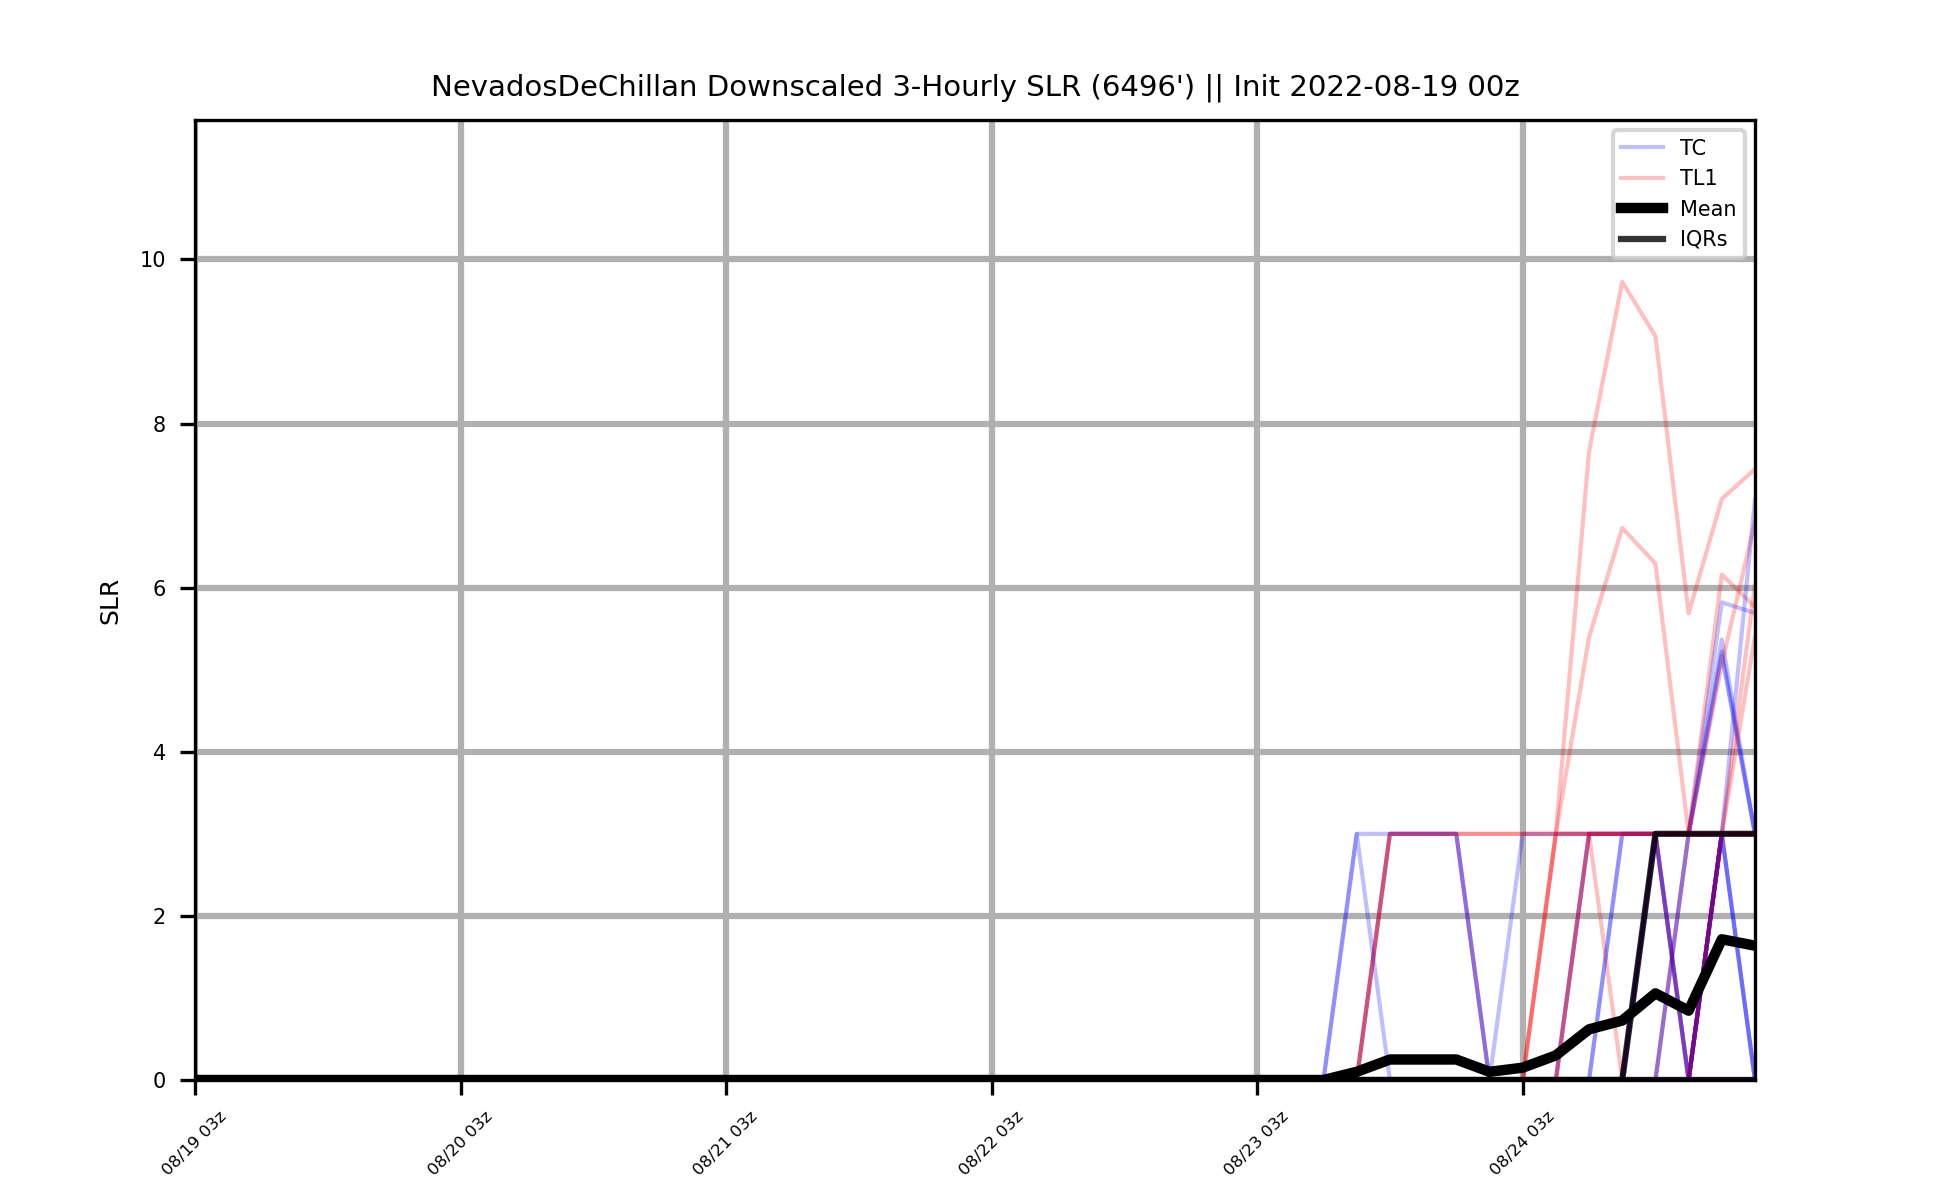 NevadosDeChillan Downscaled 3-Hourly SLR (6496') || Init 2022-08-19 00z
TC
TL1
Mean
IQRs
SLR
10
8
6
4
2
0
08/19 03z
08/20 03z
08/21 03z
08/22 03z
08/23 03z
08/24 03z